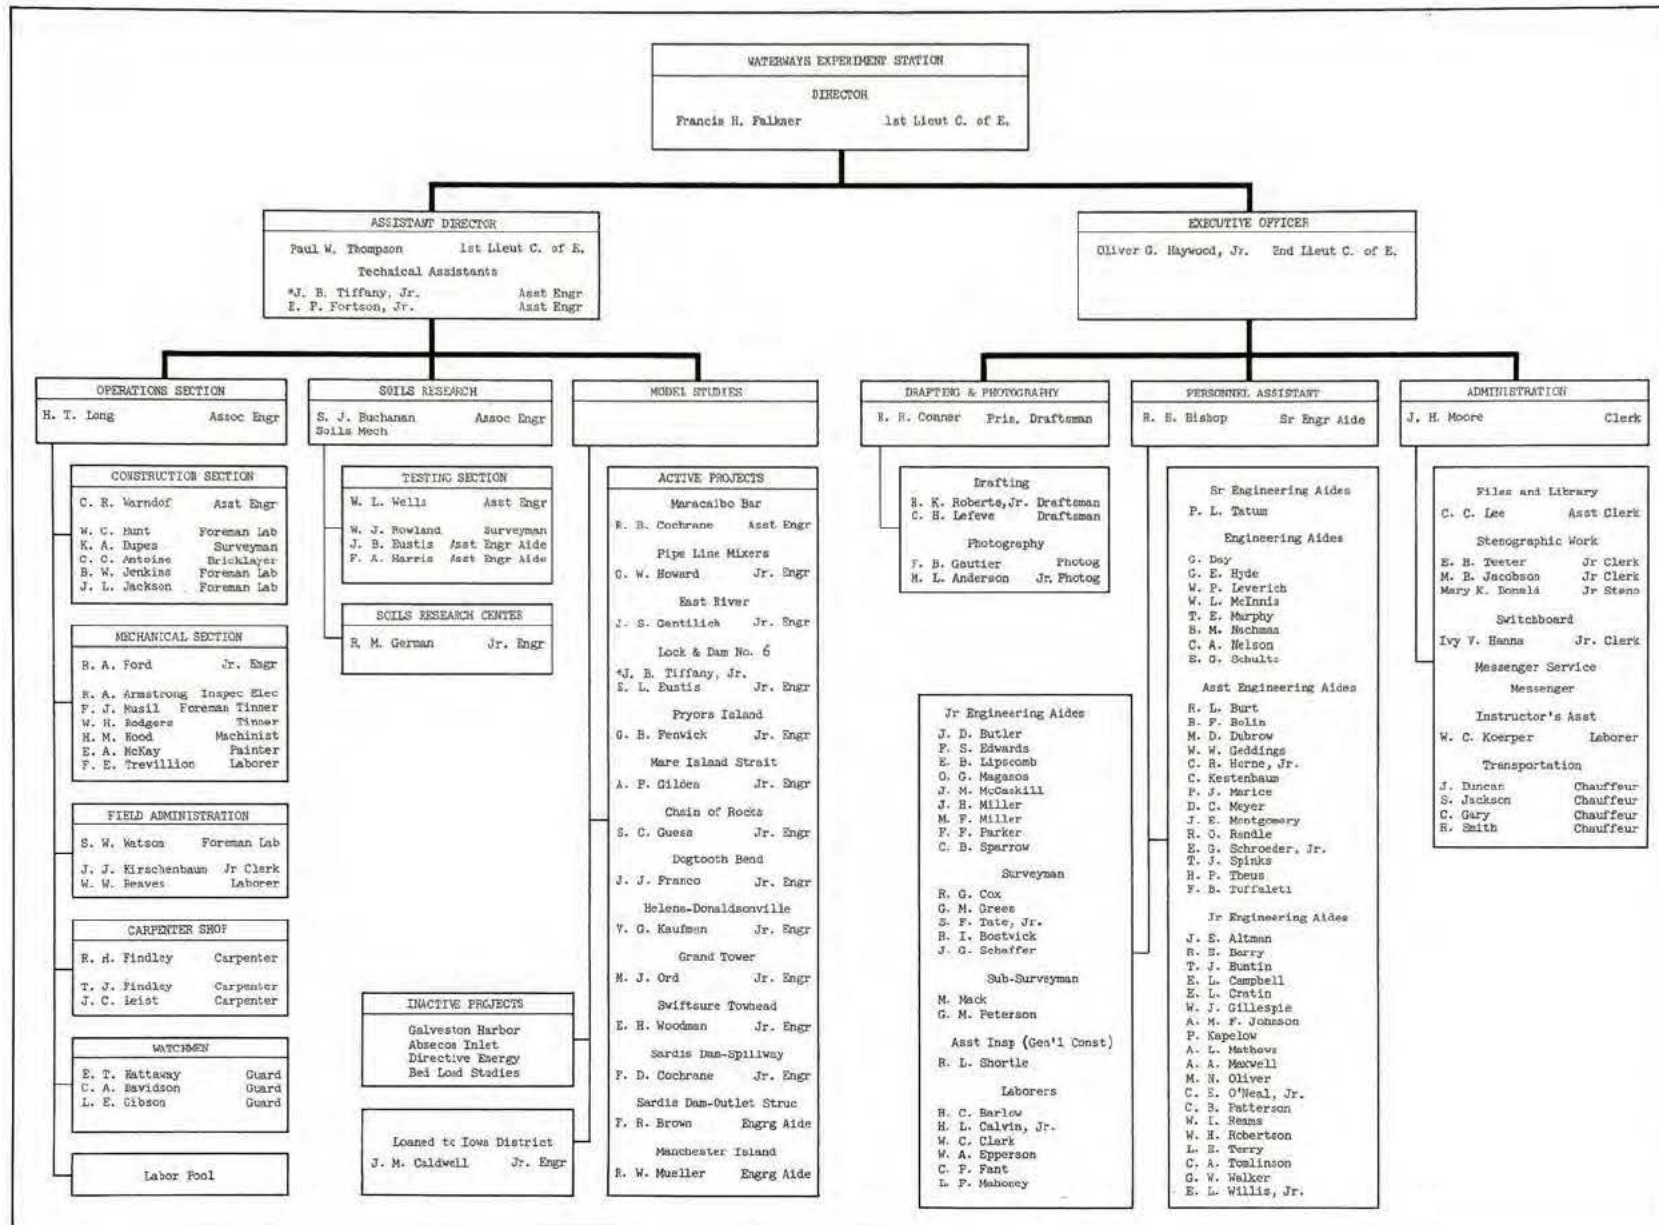 WATERWAYS EXPERIMENT STATION
DIRECTOR
Francis H. Falkner 1st Lieut C. of E.
ASSISTANT DIRECTOR
Paul W. Thompson 1st Lieut C. of E.
Techaical Assistants
*J. B. Tiffany, Jr. Asst Engr
E. P. Fortson, Jr. Asst Engr
EXECUTIVE OFFICER
Oliver G. Haywood, Jr. 2nd Lieut C. of E.
OPERATIONS SECTION
H. T. Long Assoc Engr
CONSTRUCTION SECTION
C. R. Warndof Asst Engr
W. C. Hunt Foreman Lab
K. A. Dupes Surveyman
C. C. Antoine Bricklayer
B. W. Jenkins Foreman Lab
J. L. Jackson Foreman Lab
MECHANICAL SECTION
R. A. Ford Jr. Engr
R. A. Armstrong Inspec Elec
F. J. Musil Foreman Tinner
W. H. Rodgers Tinner
H. M. Hood Machinist
E. A. McKay Painter
F. E. Trevillion Laborer
FIELD ADMINISTRATION
S. W. Watson Foreman Lab
J. J. Kirschenbaum Jr Clerk
W. W. Reaves Laborer
CARPENTER SHOP
R. H. Findley Carpenter
T. J. Findley Carpenter
J. C. Leist Carpenter
WATCHMEN
E. T. Hattaway Guard
C. A. Davidson Guard
L. E. Gibson Guard
Labor Pool
SOILS RESEARCH
S. J. Buchanan Assoc Engr
Soils Mech
TESTING SECTION
W. L. Wells Asst Engr
W. J. Rowland Surveyman
J. B. Eustis Asst Engr Aide
F. A. Harris Asst Engr Aide
SOILS RESEARCH CENTER
R. M. German Jr. Engr
MODEL STUDIES
ACTIVE PROJECTS
Maracaibo Bar
R. B. Cochrane Asst Engr
Pipe Line Mixers
G. W. Howard Jr. Engr
East River
J. S. Gentilich Jr. Engr
Lock & Dam No. 6
*J. B. Tiffany, Jr.
E. L. Eustis Jr. Engr
Pryors Island
G. B. Fenwick Jr. Engr
Mare Island Strait
A. P. Gildea Jr. Engr
Chain of Rocks
S. C. Guess Jr. Engr
Dogtooth Bend
J. J. Franco Jr. Engr
Helena-Donaldsonville
V. G. Kaufman Jr. Engr
Grand Tower
M. J. Ord Jr. Engr
Swiftsure Towhead
E. H. Woodman Jr. Engr
Sardis Dam-Spillway
F. D. Cochrane Jr. Engr
Sardis Dam-Outlet Struc
F. R. Brown Engrg Aide
Manchester Island
R. W. Mueller Engrg Aide
INACTIVE PROJECTS
Galveston Harbor
Absecon Inlet
Directive Energy
Bed Load Studies
Loaned to Iowa District
J. M. Caldwell Jr. Engr
DRAFTING & PHOTOGRAPHY
R. R. Conner Prin. Draftsman
Drafting
R. K. Roberts, Jr. Draftsman
C. H. Lefeve Draftsman
Photography
F. B. Gautier Photog
M. L. Anderson Jr. Photog
PERSONNEL ASSISTANT
R. E. Bishop Sr Engr Aide
Sr Engineering Aides
P. L. Tatum
Engineering Aides
G. Day
G. E. Hyde
W. P. Leverich
W. L. McInnis
T. E. Murphy
B. M. Nachman
C. A. Nelson
E. G. Schultz
Asst Engineering Aides
R. L. Burt
B. F. Bolin
M. D. Dubrow
W. W. Geddings
C. R. Horne, Jr.
C. Kestenbaum
P. J. Marice
D. C. Meyer
J. E. Montgomery
R. O. Randle
E. G. Schroeder, Jr.
T. J. Spinks
H. P. Theus
F. B. Toffaleti
Jr Engineering Aides
J. E. Altman
R. S. Barry
T. J. Buntin
E. L. Campbell
E. L. Cratin
W. J. Gillespie
A. M. F. Johnson
P. Kapelow
A. L. Mathews
A. A. Maxwell
M. N. Oliver
C. E. O'Neal, Jr.
C. B. Patterson
W. L. Reams
W. H. Robertson
L. E. Terry
C. A. Tomlinson
G. W. Walker
E. L. Willis, Jr.
Jr Engineering Aides
J. D. Butler
F. S. Edwards
E. B. Lipscomb
O. G. Magasos
J. M. McCaskill
J. H. Miller
M. F. Miller
F. F. Parker
C. B. Sparrow
Surveyman
R. G. Cox
G. M. Green
S. F. Tate, Jr.
R. I. Bostwick
J. G. Schaffer
Sub-Surveyman
M. Mack
G. M. Peterson
Asst Insp (Gen'l Const)
R. L. Shortle
Laborers
H. C. Barlow
H. L. Calvin, Jr.
W. C. Clark
W. A. Epperson
C. P. Fant
L. F. Mahoney
ADMINISTRATION
J. H. Moore Clerk
Files and Library
C. C. Lee Asst Clerk
Stenographic Work
E. H. Teeter Jr Clerk
M. B. Jacobson Jr Clerk
Mary K. Donald Jr Steno
Switchboard
Ivy V. Hanna Jr. Clerk
Messenger Service
Messenger
Instructor's Asst
W. C. Koerper Laborer
Transportation
J. Duncan Chauffeur
S. Jackson Chauffeur
C. Gary Chauffeur
R. Smith Chauffeur